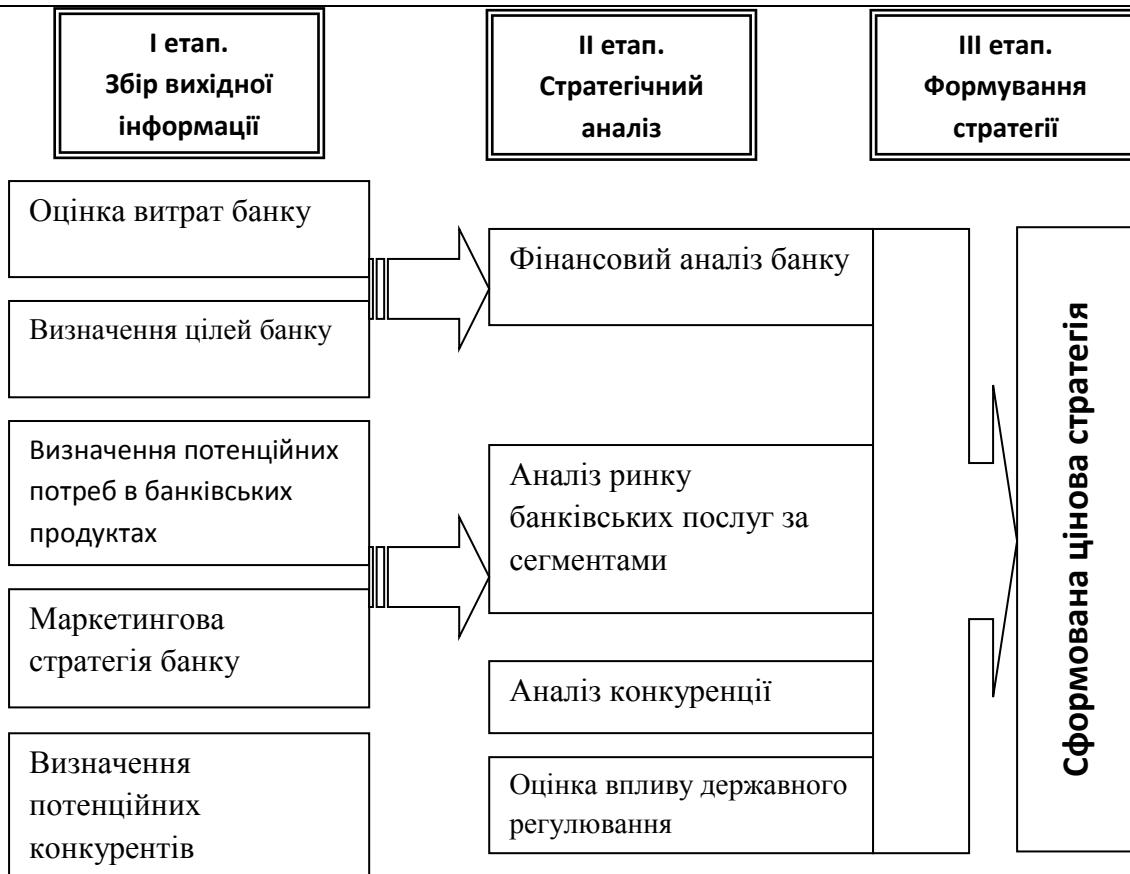 І етап.
Збір вихідної
інформації
ІІ етап.
Стратегічний
аналіз
ІІІ етап.
Формування
стратегії
Оцінка витрат банку
Визначення цілей банку
Визначення потенційних
потреб в банківських
продуктах
Маркетингова
стратегія банку
Визначення
потенційних
конкурентів
Фінансовий аналіз банку
Аналіз ринку
банківських послуг за
сегментами
Аналіз конкуренції
Оцінка впливу державного
регулювання
Сформована цінова стратегія